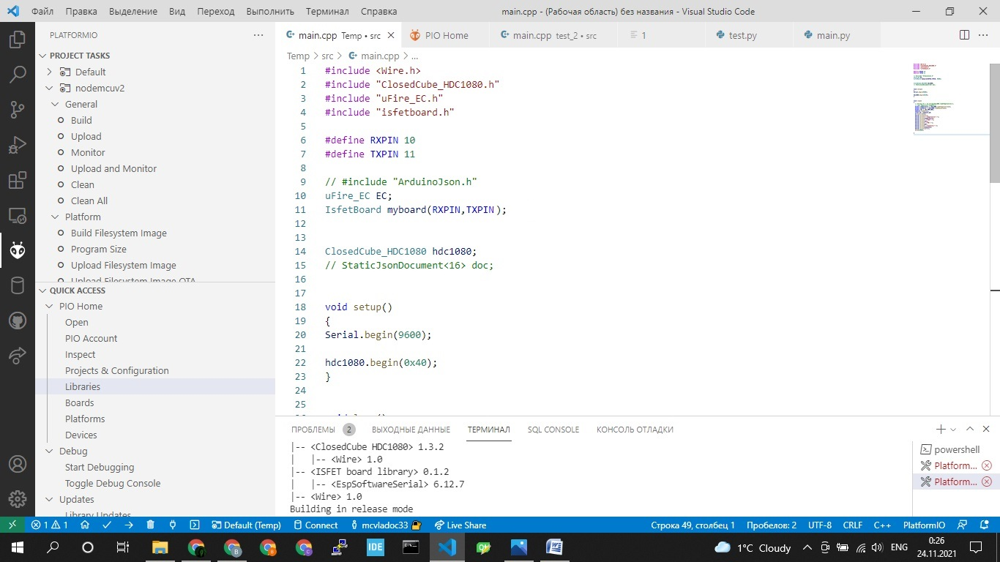 Файл Правка Выделение Вид Переход Выполнить Терминал Справка main.cpp - (Рабочая область) без названия - Visual Studio Code
PLATFORMIO ···
PROJECT TASKS
Default
nodemcuv2
General
Build
Upload
Monitor
Upload and Monitor
Clean
Clean All
Platform
Build Filesystem Image
Program Size
Upload Filesystem Image
Upload Filesystem Image OTA
QUICK ACCESS
PIO Home
Open
PIO Account
Inspect
Projects & Configuration
Libraries
Boards
Platforms
Devices
Debug
Start Debugging
Toggle Debug Console
Updates
Library Updates
main.cpp Temp • src PIO Home main.cpp test_2 • src 1 test.py main.py
Temp > src > main.cpp > ...
1 #include <Wire.h>
2 #include "ClosedCube_HDC1080.h"
3 #include "uFire_EC.h"
4 #include "isfetboard.h"
5
6 #define RXPIN 10
7 #define TXPIN 11
8
9 // #include "ArduinoJson.h"
10 uFire_EC EC;
11 IsfetBoard myboard(RXPIN,TXPIN);
12
13
14 ClosedCube_HDC1080 hdc1080;
15 // StaticJsonDocument<16> doc;
16
17
18 void setup()
19 {
20 Serial.begin(9600);
21
22 hdc1080.begin(0x40);
23 }
24
25
ПРОБЛЕМЫ 2 ВЫХОДНЫЕ ДАННЫЕ ТЕРМИНАЛ SQL CONSOLE КОНСОЛЬ ОТЛАДКИ
|-- <ClosedCube HDC1080> 1.3.2
| |-- <Wire> 1.0
|-- <ISFET board library> 0.1.2
| |-- <EspSoftwareSerial> 6.12.7
|-- <Wire> 1.0
Building in release mode
powershell
Platform...
Platform...
1 1 Default (Temp) Connect mcvladoc33 Live Share Строка 49, столбец 1 Пробелов: 2 UTF-8 CRLF C++ PlatformIO
IDE 1°C Cloudy ENG 0:26
24.11.2021